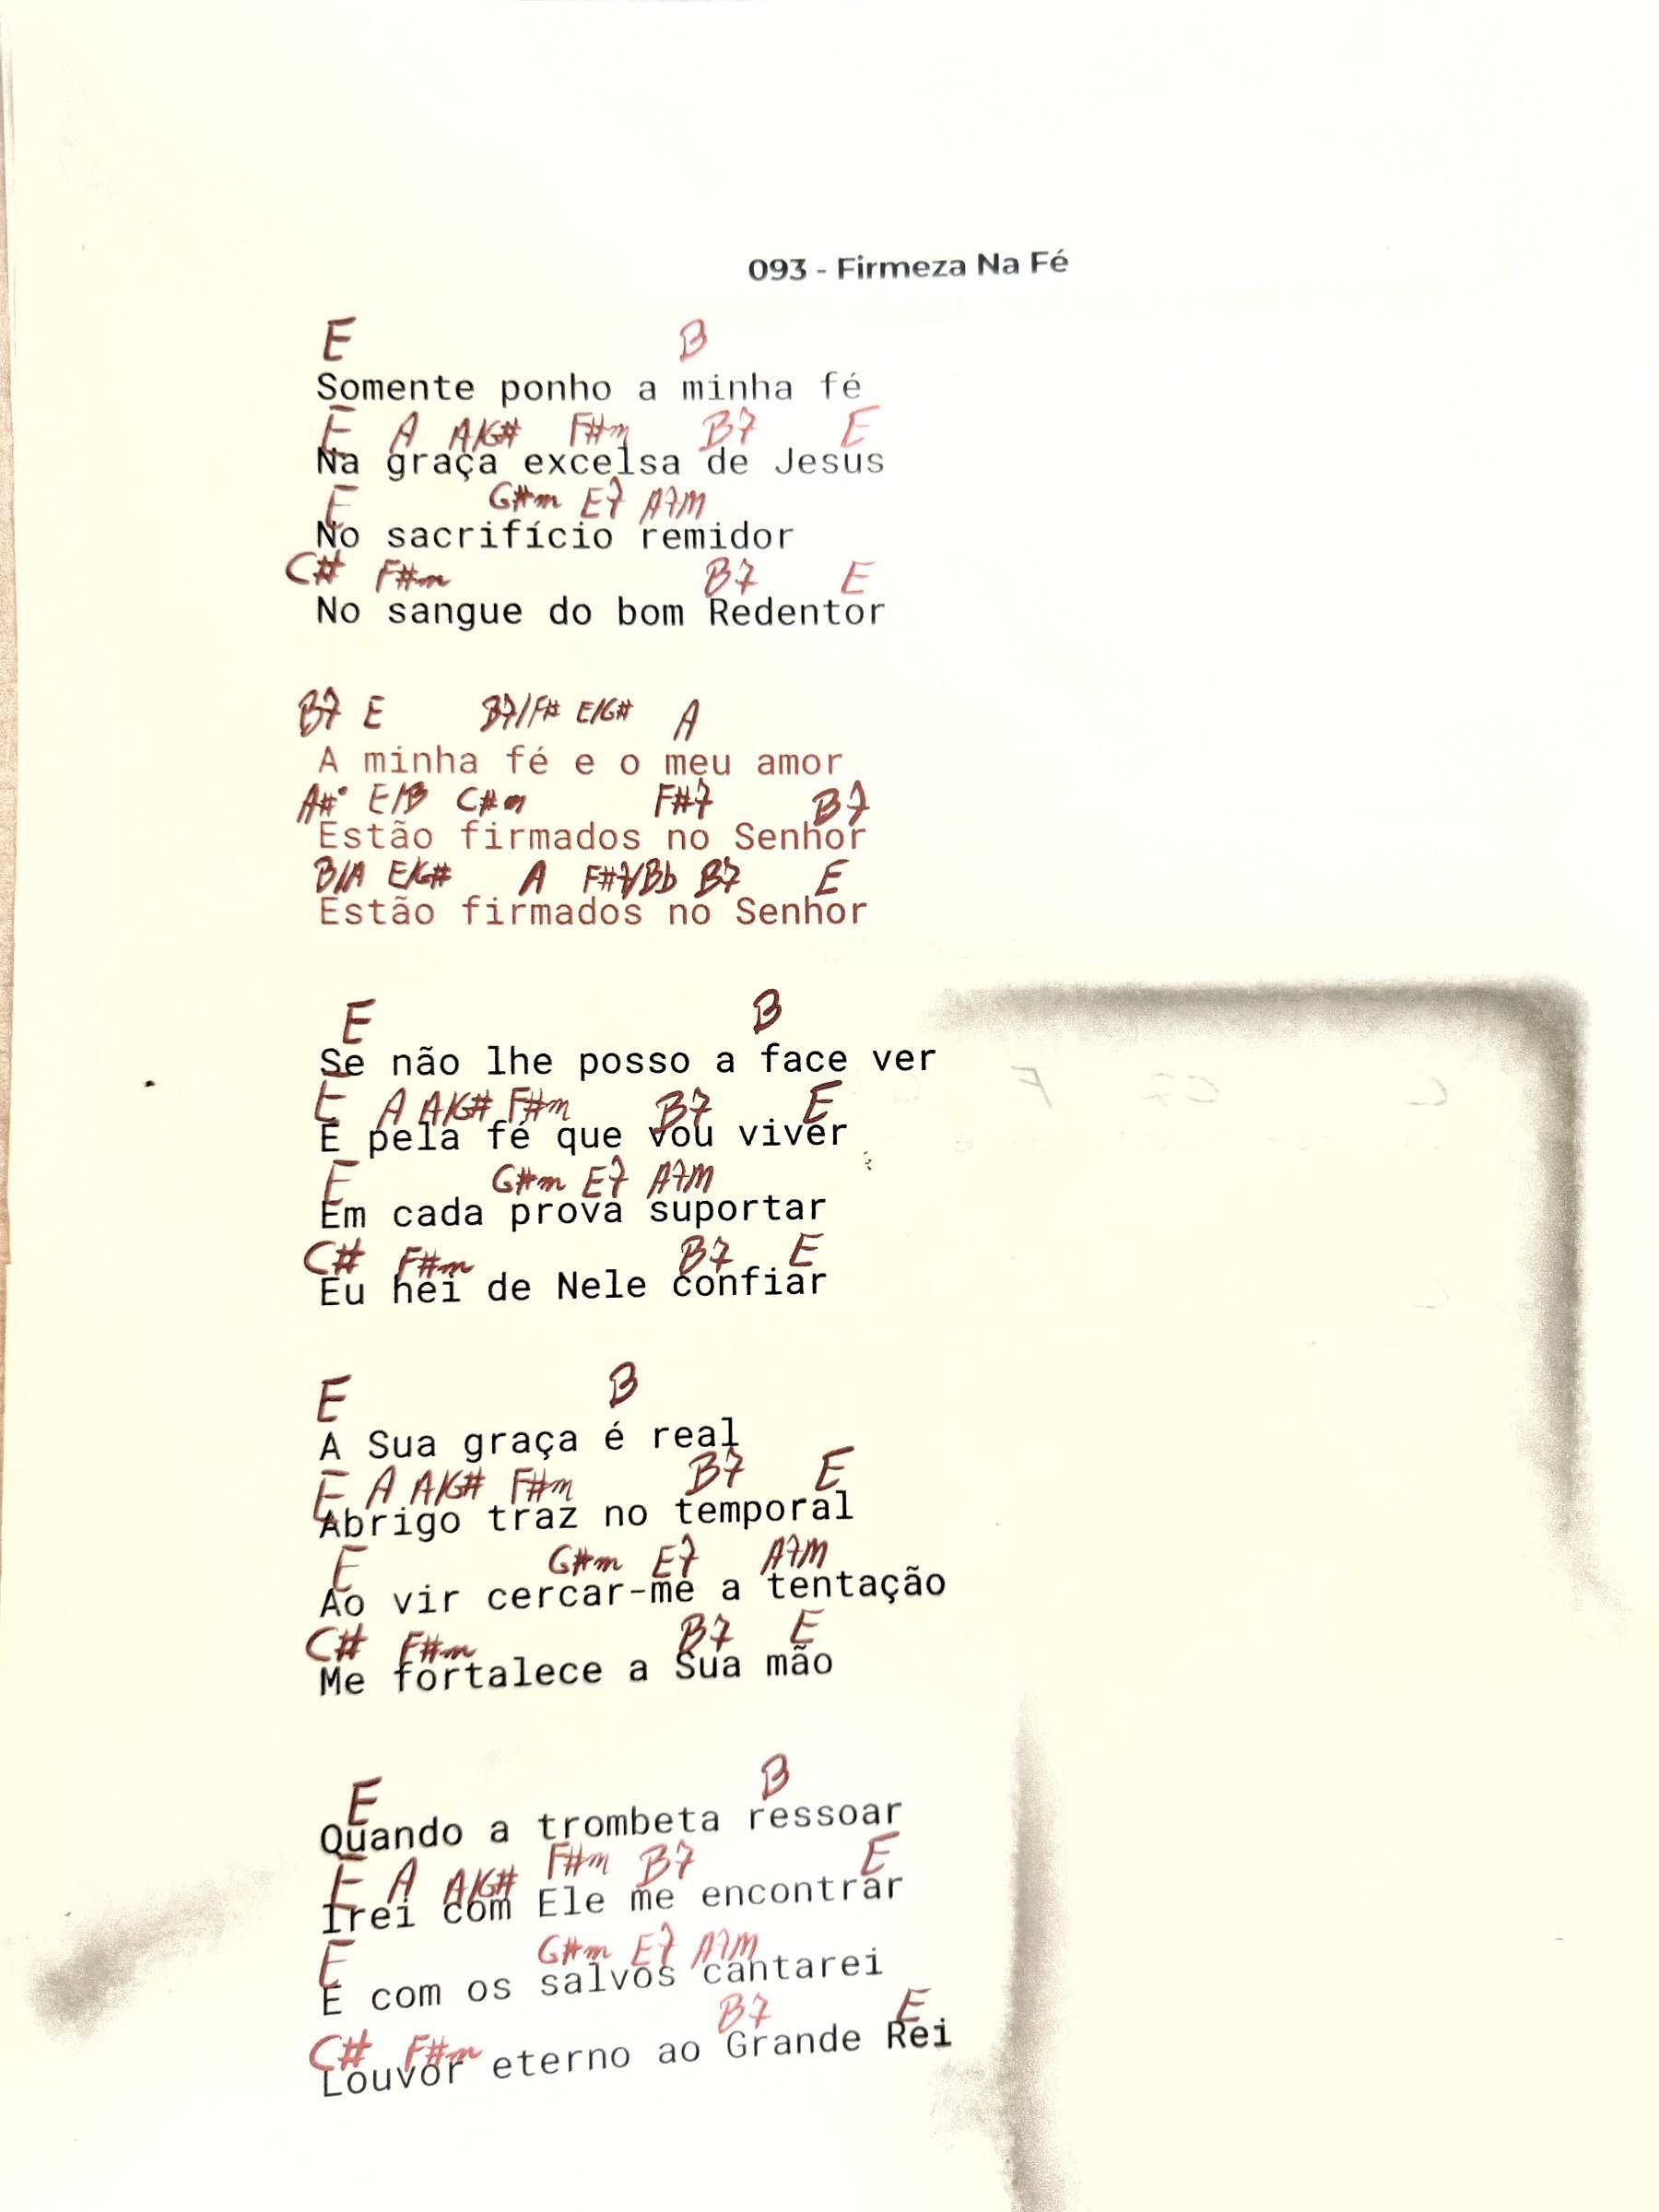 093 - Firmeza Na Fé
E B
Somente ponho a minha fé
E A A/G# F#m B7 E
Na graça excelsa de Jesus
E G#m E7 A7M
No sacrifício remidor
C# F#m B7 E
No sangue do bom Redentor
B7 E B7/F# E/G# A
A minha fé e o meu amor
A#° E/B C#m F#7 B7
Estão firmados no Senhor
B/A E/G# A F#7/Bb B7 E
Estão firmados no Senhor
E B
Se não lhe posso a face ver
E A A/G# F#m B7 E
E pela fé que vou viver
E G#m E7 A7M
Em cada prova suportar
C# F#m B7 E
Eu hei de Nele confiar
E B
A Sua graça é real
E A A/G# F#m B7 E
Abrigo traz no temporal
E G#m E7 A7M
Ao vir cercar-me a tentação
C# F#m B7 E
Me fortalece a Sua mão
E B
Quando a trombeta ressoar
E A A/G# F#m B7 E
Irei com Ele me encontrar
E G#m E7 A7M
E com os salvos cantarei
C# F#m B7 E
Louvor eterno ao Grande Rei